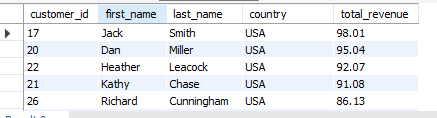 customer_id first_name last_name country total_revenue
17 Jack Smith USA 98.01
20 Dan Miller USA 95.04
22 Heather Leacock USA 92.07
21 Kathy Chase USA 91.08
26 Richard Cunningham USA 86.13